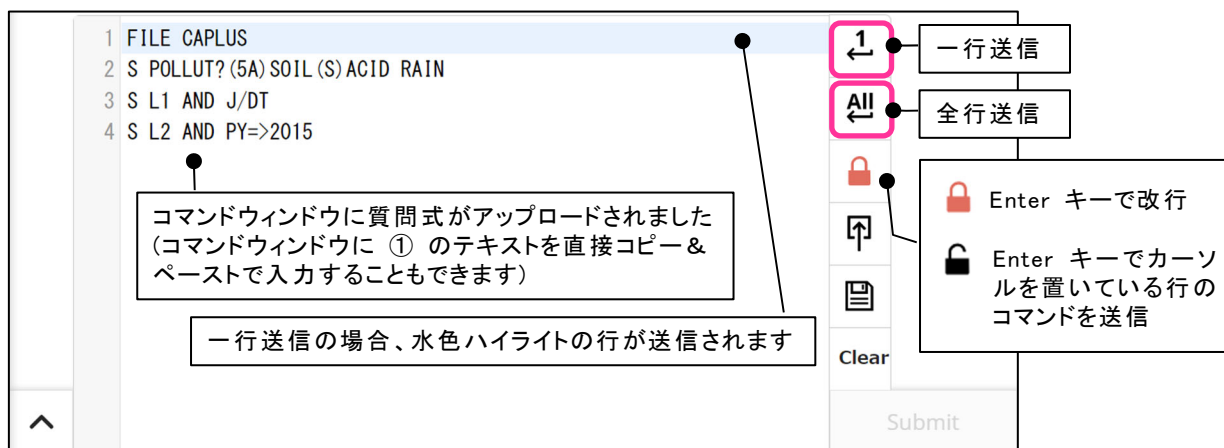 1 FILE CAPLUS
2 S POLLUT?(5A)SOIL(S)ACID RAIN
3 S L1 AND J/DT
4 S L2 AND PY=>2015
コマンドウィンドウに質問式がアップロードされました
(コマンドウィンドウに ① のテキストを直接コピー&
ペーストで入力することもできます)
一行送信の場合、水色ハイライトの行が送信されます
1
All
Clear
Submit
一行送信
全行送信
Enter キーで改行
Enter キーでカーソ
ルを置いている行の
コマンドを送信